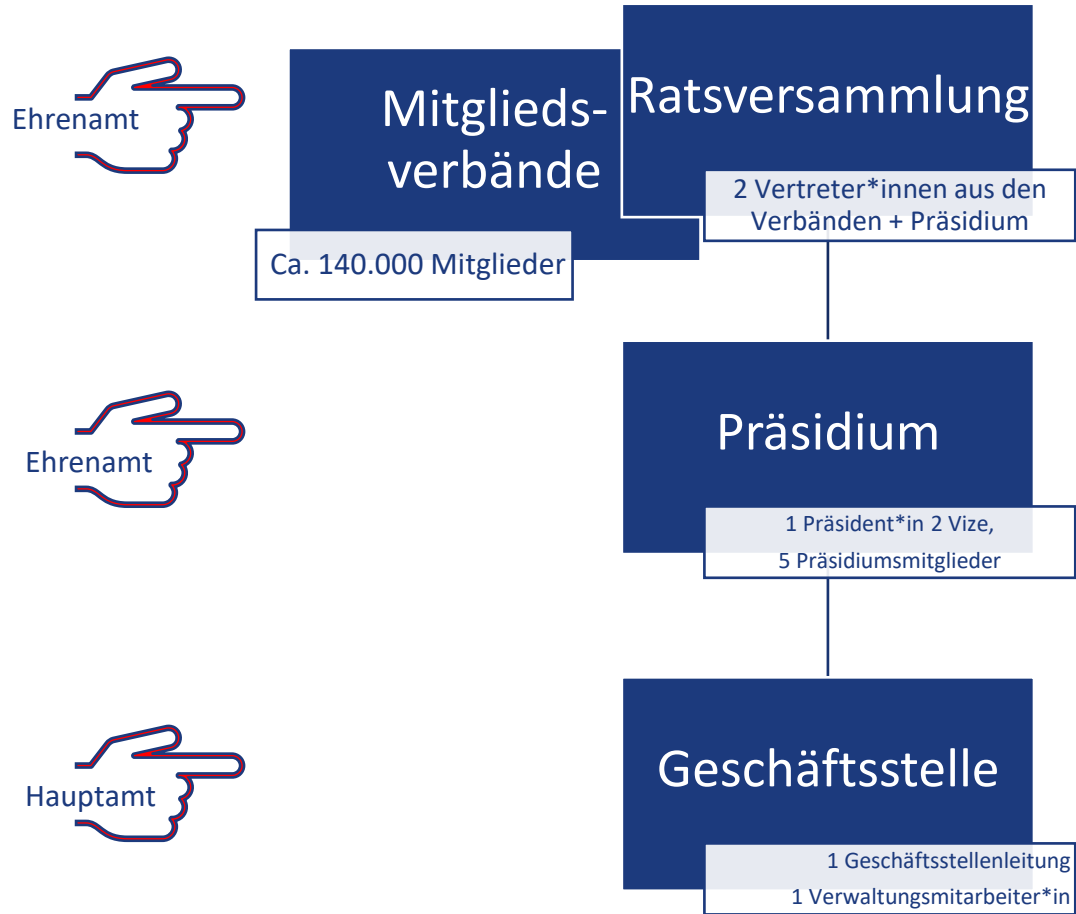 Ehrenamt
Mitglieds-
verbände
Ca. 140.000 Mitglieder
Ratsversammlung
2 Vertreter*innen aus den
Verbänden + Präsidium
Ehrenamt
Präsidium
1 Präsident*in 2 Vize,
5 Präsidiumsmitglieder
Hauptamt
Geschäftsstelle
1 Geschäftsstellenleitung
1 Verwaltungsmitarbeiter*in